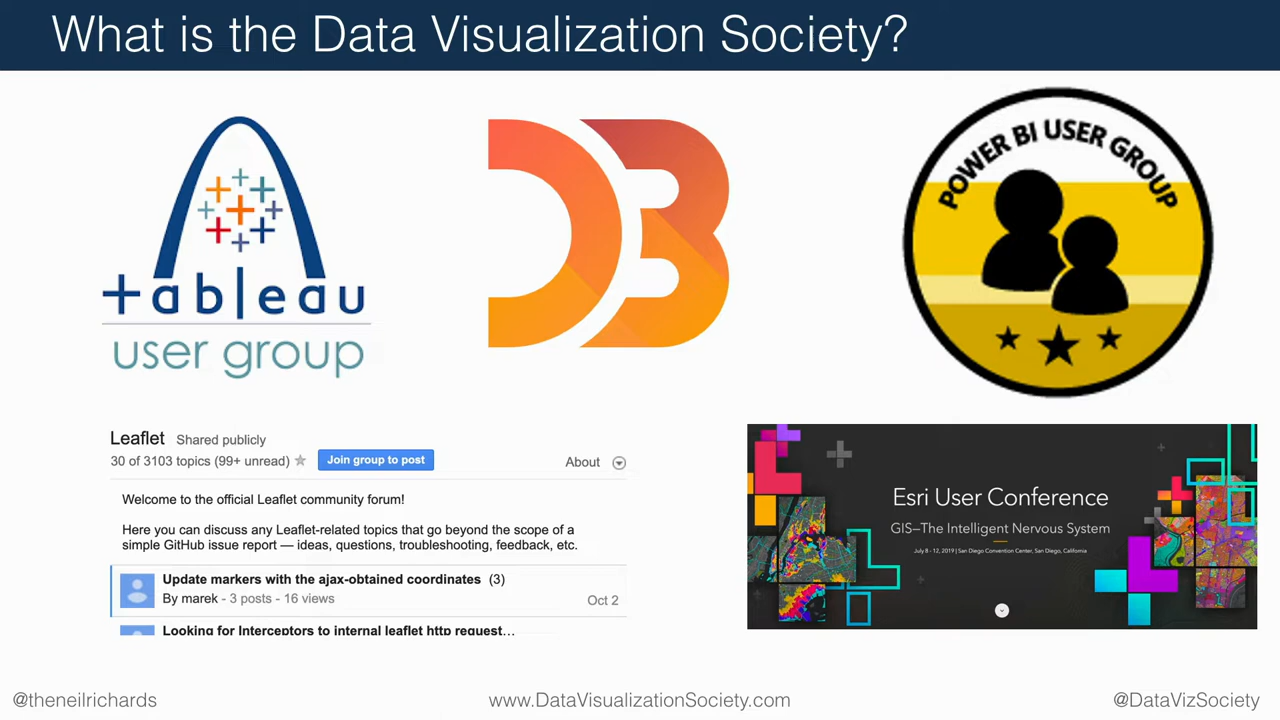 What is the Data Visualization Society?
+ableau
user group
D3
POWER BI USER GROUP
Leaflet Shared publicly
30 of 3103 topics (99+ unread) Join group to post About
Welcome to the official Leaflet community forum!
Here you can discuss any Leaflet-related topics that go beyond the scope of a
simple GitHub issue report — ideas, questions, troubleshooting, feedback, etc.
Update markers with the ajax-obtained coordinates (3)
By marek - 3 posts - 16 views Oct 2
Looking for Interceptors to internal leaflet http request…
Esri User Conference
GIS—The Intelligent Nervous System
July 8 - 12, 2019 | San Diego Convention Center, San Diego, California
@theneilrichards www.DataVisualizationSociety.com @DataVizSociety